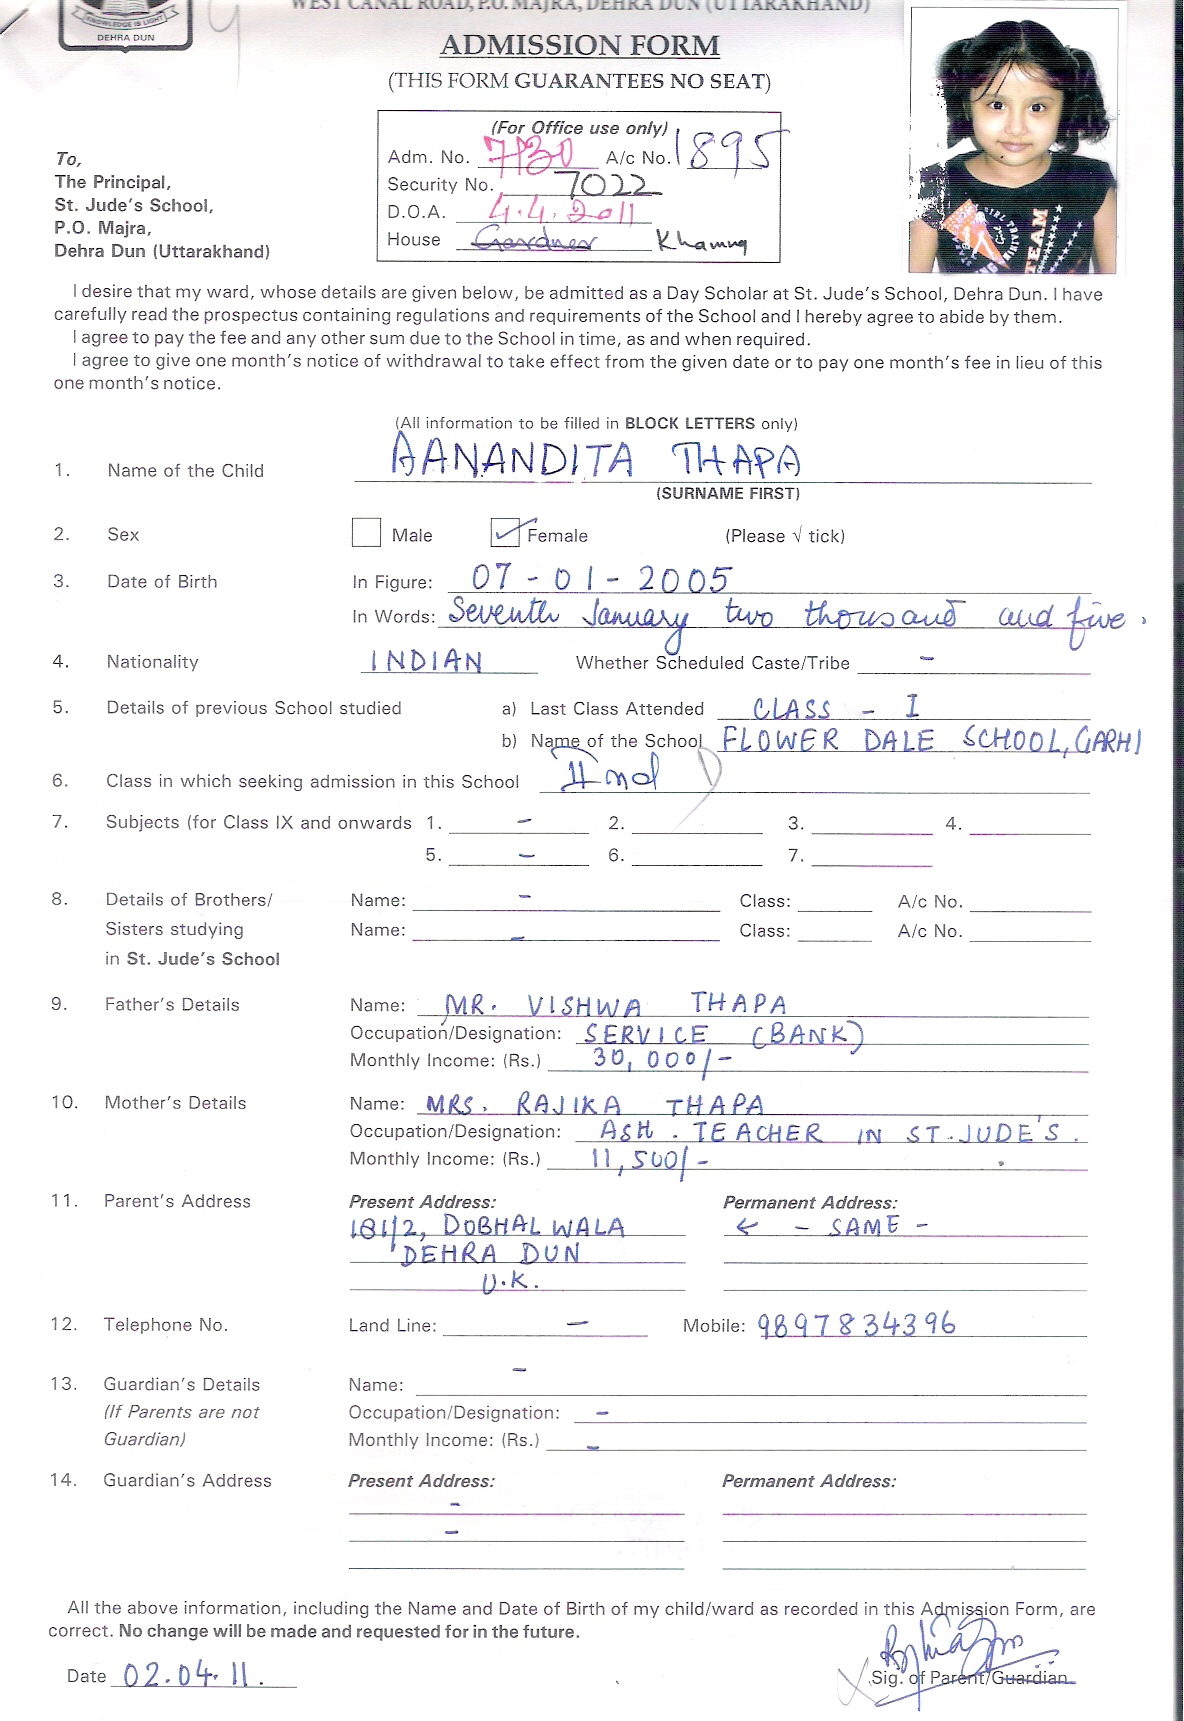 WEST CANAL ROAD, P.O. MAJRA, DEHRA DUN (UTTARAKHAND)
KNOWLEDGE IS LIGHT
DEHRA DUN
ADMISSION FORM
(THIS FORM GUARANTEES NO SEAT)
(For Office use only)
Adm. No. 7130 A/c No. 1895
Security No. 7022
D.O.A. 4.4.2011
House Gardner Khamng
To,
The Principal,
St. Jude's School,
P.O. Majra,
Dehra Dun (Uttarakhand)
TEAM
I desire that my ward, whose details are given below, be admitted as a Day Scholar at St. Jude's School, Dehra Dun. I have
carefully read the prospectus containing regulations and requirements of the School and I hereby agree to abide by them.
I agree to pay the fee and any other sum due to the School in time, as and when required.
I agree to give one month's notice of withdrawal to take effect from the given date or to pay one month's fee in lieu of this
one month's notice.
(All information to be filled in BLOCK LETTERS only)
1. Name of the Child AANANDITA THAPA
(SURNAME FIRST)
2. Sex Male ✓ Female (Please √ tick)
3. Date of Birth In Figure: 07-01-2005
In Words: Seventh January two thousand and five.
4. Nationality INDIAN Whether Scheduled Caste/Tribe -
5. Details of previous School studied a) Last Class Attended CLASS - I
b) Name of the School FLOWER DALE SCHOOL, GARHI
6. Class in which seeking admission in this School IInd
7. Subjects (for Class IX and onwards 1. - 2. 3. 4.
5. - 6. 7.
8. Details of Brothers/ Name: - Class: A/c No.
Sisters studying Name: - Class: A/c No.
in St. Jude's School
9. Father's Details Name: MR. VISHWA THAPA
Occupation/Designation: SERVICE (BANK)
Monthly Income: (Rs.) 30,000/-
10. Mother's Details Name: MRS. RAJIKA THAPA
Occupation/Designation: ASH. TEACHER IN ST. JUDE'S.
Monthly Income: (Rs.) 11,500/-
11. Parent's Address Present Address: Permanent Address:
181/2, DOBHAL WALA ← - SAME -
DEHRA DUN
U.K.
12. Telephone No. Land Line: - Mobile: 9897834396
13. Guardian's Details Name: -
(If Parents are not Occupation/Designation: -
Guardian) Monthly Income: (Rs.) -
14. Guardian's Address Present Address: Permanent Address:
-
-
All the above information, including the Name and Date of Birth of my child/ward as recorded in this Admission Form, are
correct. No change will be made and requested for in the future.
Date 02.04.11. Sig. of Parent/Guardian